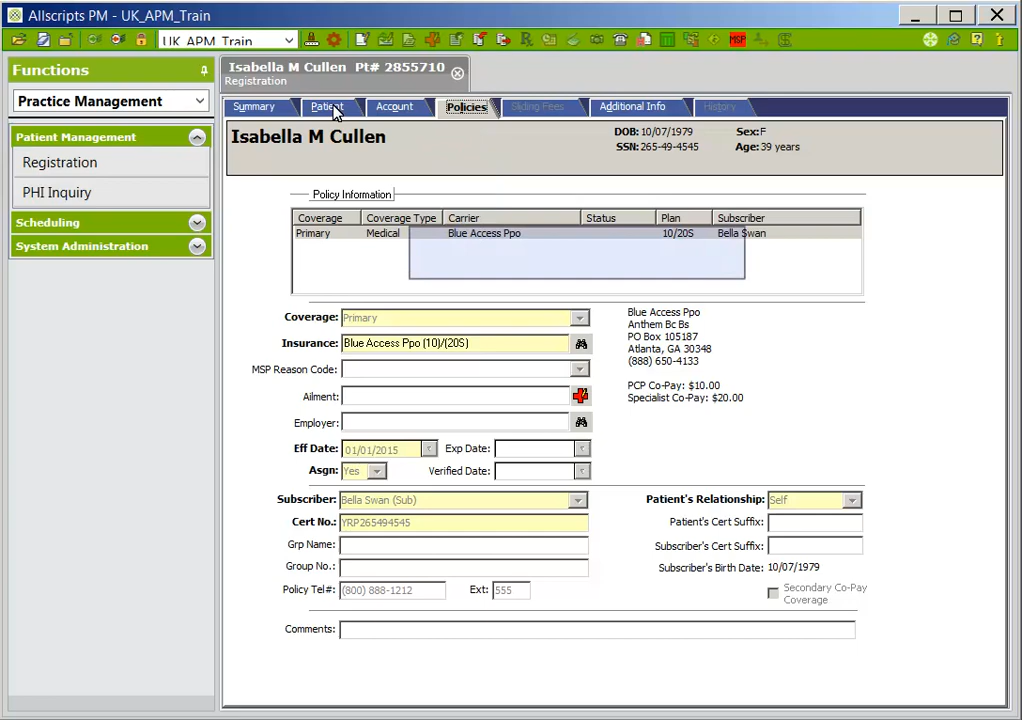 Allscripts PM - UK_APM_Train
UK_APM_Train
MSP
Functions
Practice Management
Patient Management
Registration
PHI Inquiry
Scheduling
System Administration
Isabella M Cullen Pt# 2855710
Registration
Summary Patient Account Policies Sliding Fees Additional Info History
Isabella M Cullen
DOB: 10/07/1979 Sex: F
SSN: 265-49-4545 Age: 39 years
Policy Information
Coverage Coverage Type Carrier Status Plan Subscriber
Primary Medical Blue Access Ppo 10/20S Bella Swan
Coverage: Primary
Insurance: Blue Access Ppo (10)/(20S)
MSP Reason Code:
Ailment:
Employer:
Eff Date: 01/01/2015 Exp Date:
Asgn: Yes Verified Date:
Blue Access Ppo
Anthem Bc Bs
PO Box 105187
Atlanta, GA 30348
(888) 650-4133
PCP Co-Pay: $10.00
Specialist Co-Pay: $20.00
Subscriber: Bella Swan (Sub)
Cert No.: YRP265494545
Grp Name:
Group No.:
Policy Tel#: (800) 888-1212 Ext: 555
Patient's Relationship: Self
Patient's Cert Suffix:
Subscriber's Cert Suffix:
Subscriber's Birth Date: 10/07/1979
Secondary Co-Pay
Coverage
Comments: